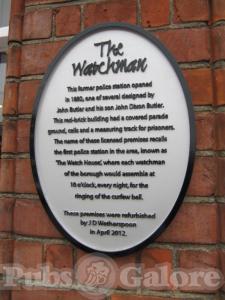 Pubs Galore
The
Watchman
This former police station opened
in 1880, one of several designed by
John Butler and his son John Dixon Butler.
This red-brick building had a covered parade
ground, cells and a measuring track for prisoners.
The name of these licensed premises recalls
the first police station in the area, known as
'The Watch House', where each watchman
of the borough would assemble at
10 o'clock, every night, for the
ringing of the curfew bell.
These premises were refurbished
by J D Wetherspoon
in April 2012.
Pubs Galore